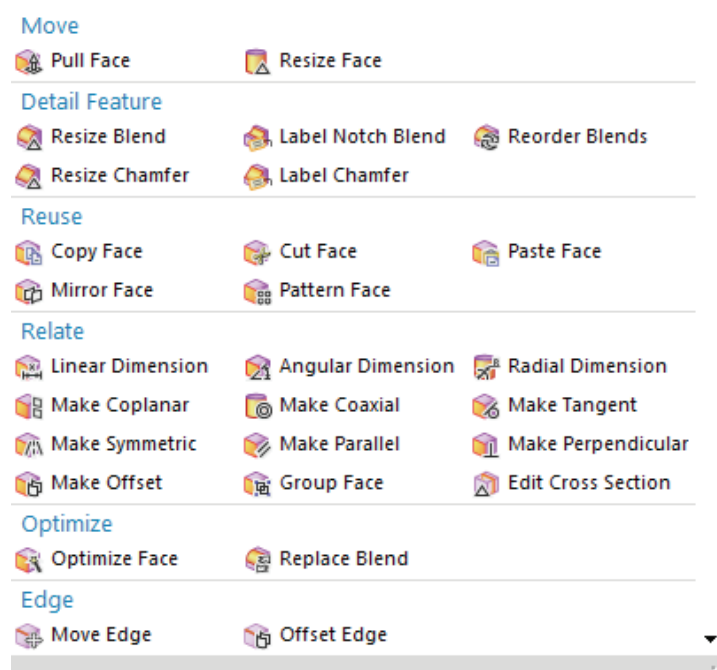 Move
Pull Face Resize Face
Detail Feature
Resize Blend Label Notch Blend Reorder Blends
Resize Chamfer Label Chamfer
Reuse
Copy Face Cut Face Paste Face
Mirror Face Pattern Face
Relate
Linear Dimension Angular Dimension Radial Dimension
Make Coplanar Make Coaxial Make Tangent
Make Symmetric Make Parallel Make Perpendicular
Make Offset Group Face Edit Cross Section
Optimize
Optimize Face Replace Blend
Edge
Move Edge Offset Edge